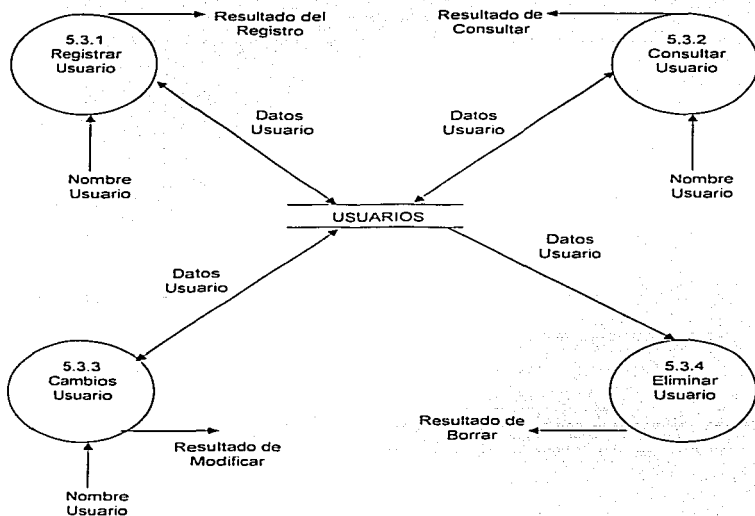 5.3.1
Registrar
Usuario
Resultado del
Registro
Resultado de
Consultar
5.3.2
Consultar
Usuario
Datos
Usuario
Datos
Usuario
Nombre
Usuario
Nombre
Usuario
USUARIOS
Datos
Usuario
Datos
Usuario
5.3.3
Cambios
Usuario
5.3.4
Eliminar
Usuario
Resultado de
Modificar
Resultado de
Borrar
Nombre
Usuario